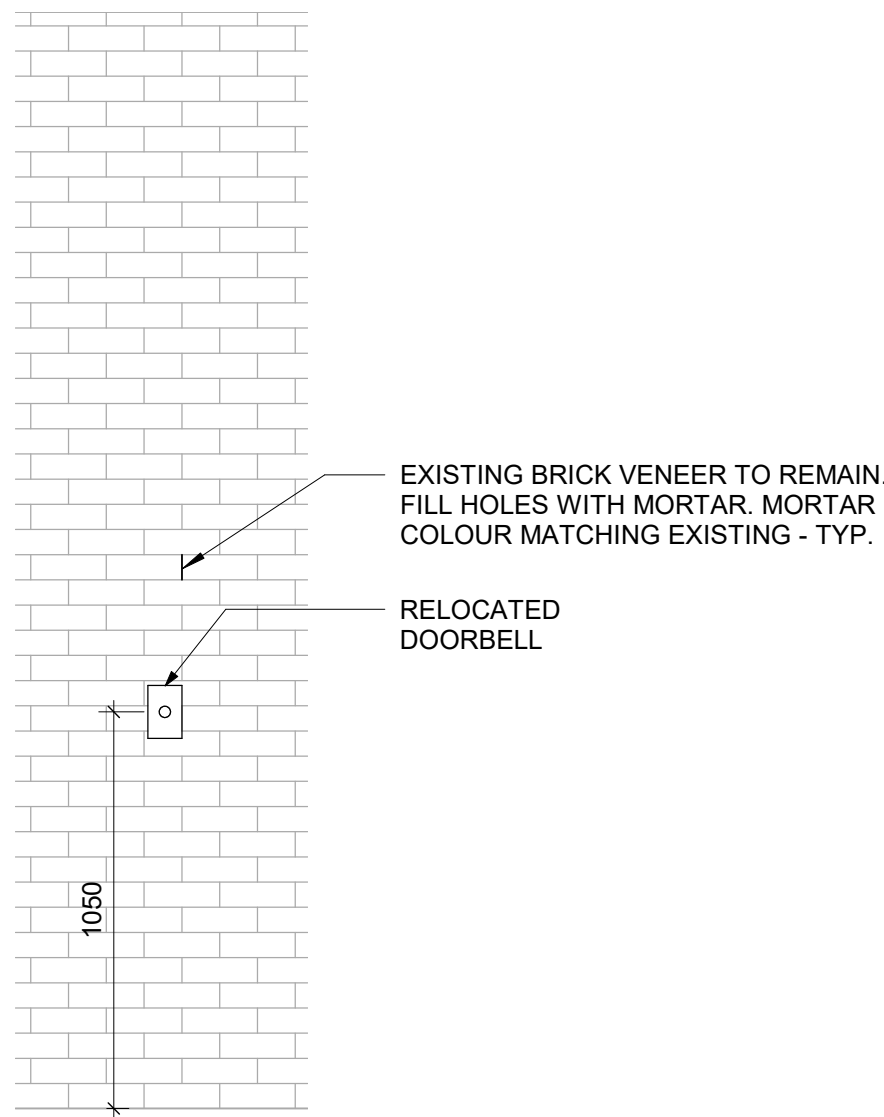 EXISTING BRICK VENEER TO REMAIN.
FILL HOLES WITH MORTAR. MORTAR
COLOUR MATCHING EXISTING - TYP.
RELOCATED
DOORBELL
1050